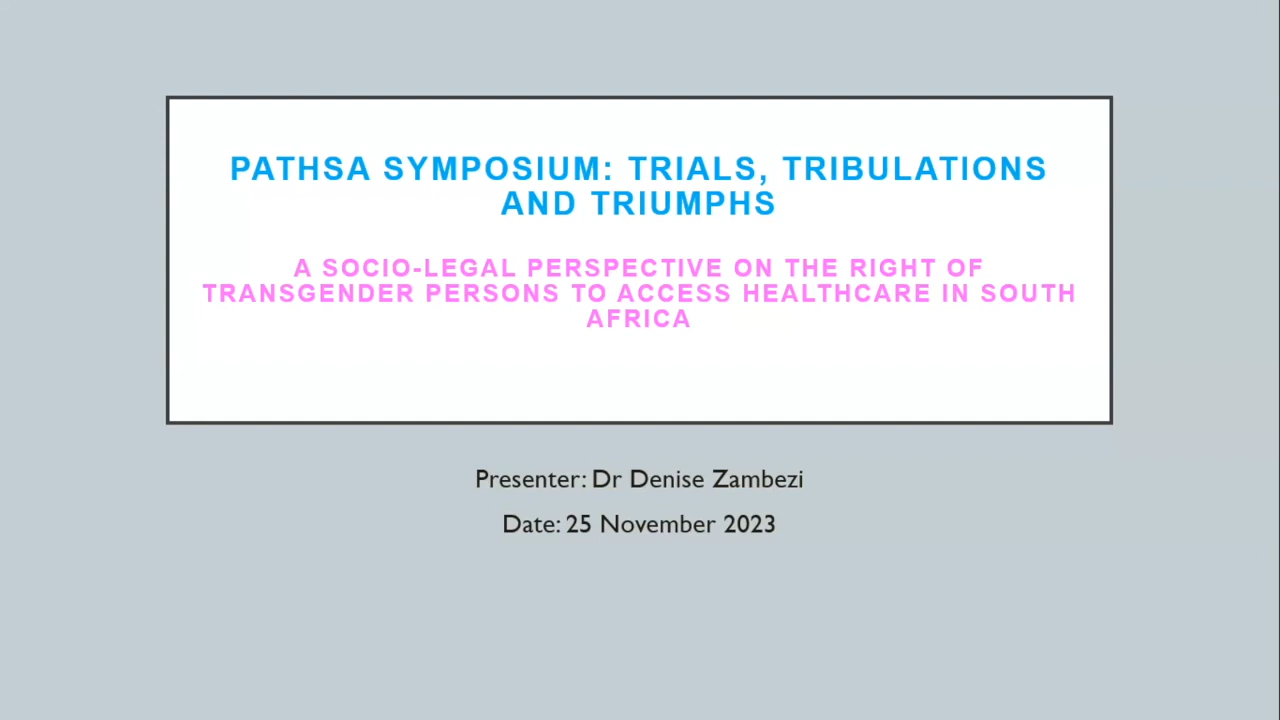 PATHSA SYMPOSIUM: TRIALS, TRIBULATIONS
AND TRIUMPHS
A SOCIO-LEGAL PERSPECTIVE ON THE RIGHT OF
TRANSGENDER PERSONS TO ACCESS HEALTHCARE IN SOUTH
AFRICA
Presenter: Dr Denise Zambezi
Date: 25 November 2023